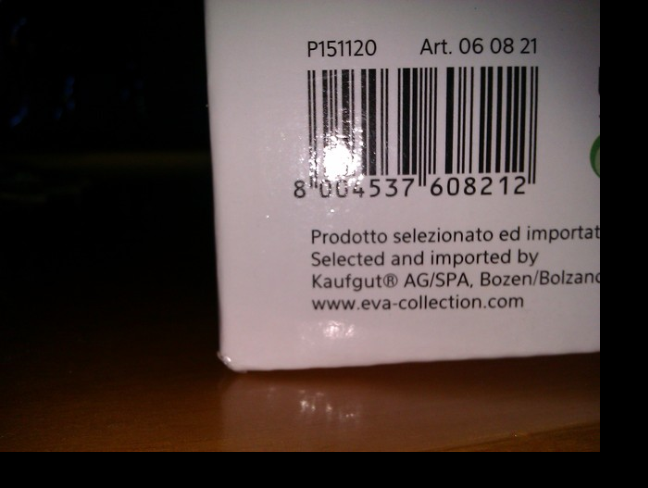 P151120 Art. 06 08 21
8 004537 608212
Prodotto selezionato ed importat
Selected and imported by
Kaufgut® AG/SPA, Bozen/Bolzano
www.eva-collection.com